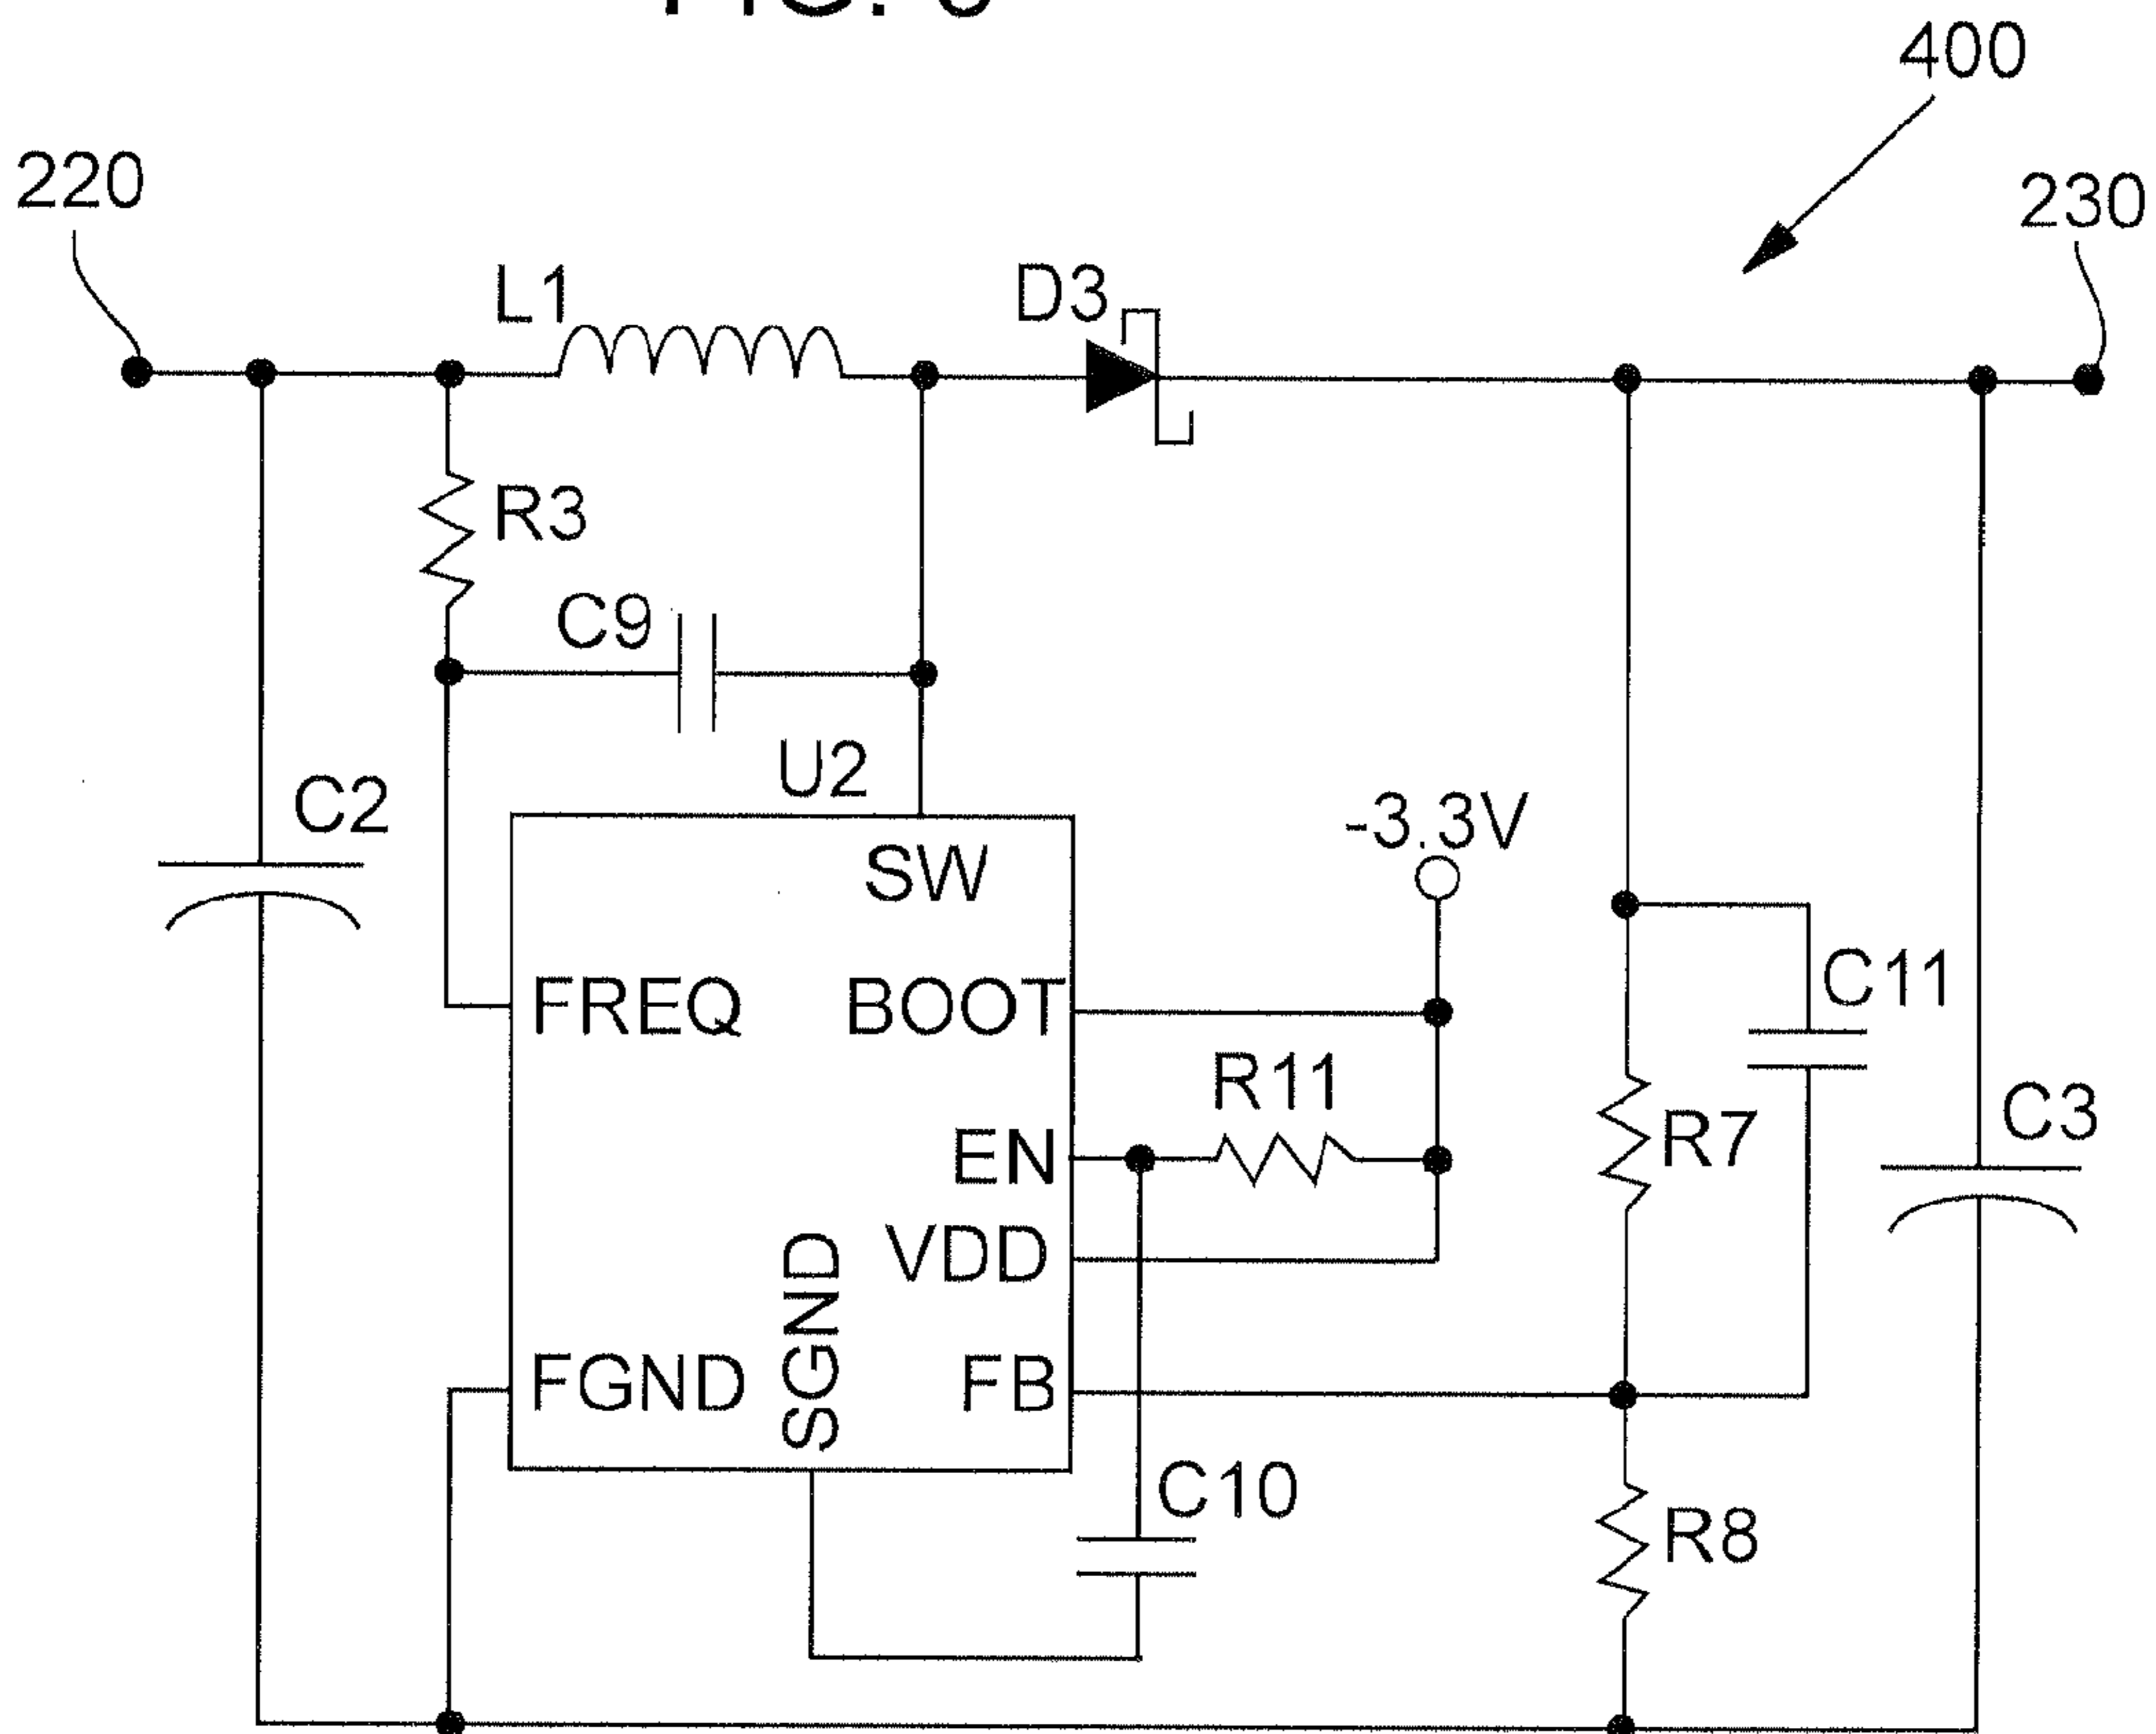 400
220
230
L1
D3
R3
C9
U2
C2
-3.3V
SW
C11
FREQ
BOOT
R11
C3
R7
EN
VDD
SGND
FGND
FB
C10
R8